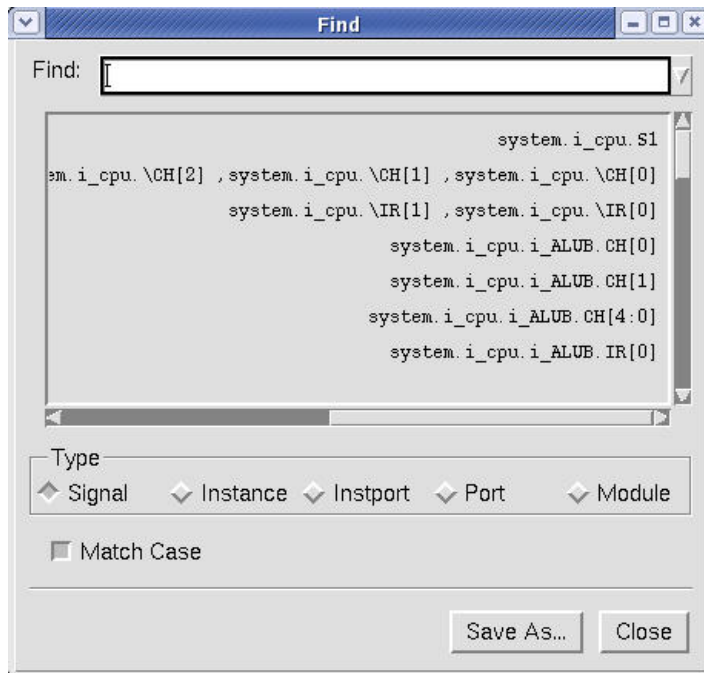 Find
Find:
system.i_cpu.S1
em.i_cpu.\CH[2] ,system.i_cpu.\CH[1] ,system.i_cpu.\CH[0]
system.i_cpu.\IR[1] ,system.i_cpu.\IR[0]
system.i_cpu.i_ALUB.CH[0]
system.i_cpu.i_ALUB.CH[1]
system.i_cpu.i_ALUB.CH[4:0]
system.i_cpu.i_ALUB.IR[0]
Type
Signal Instance Instport Port Module
Match Case
Save As... Close